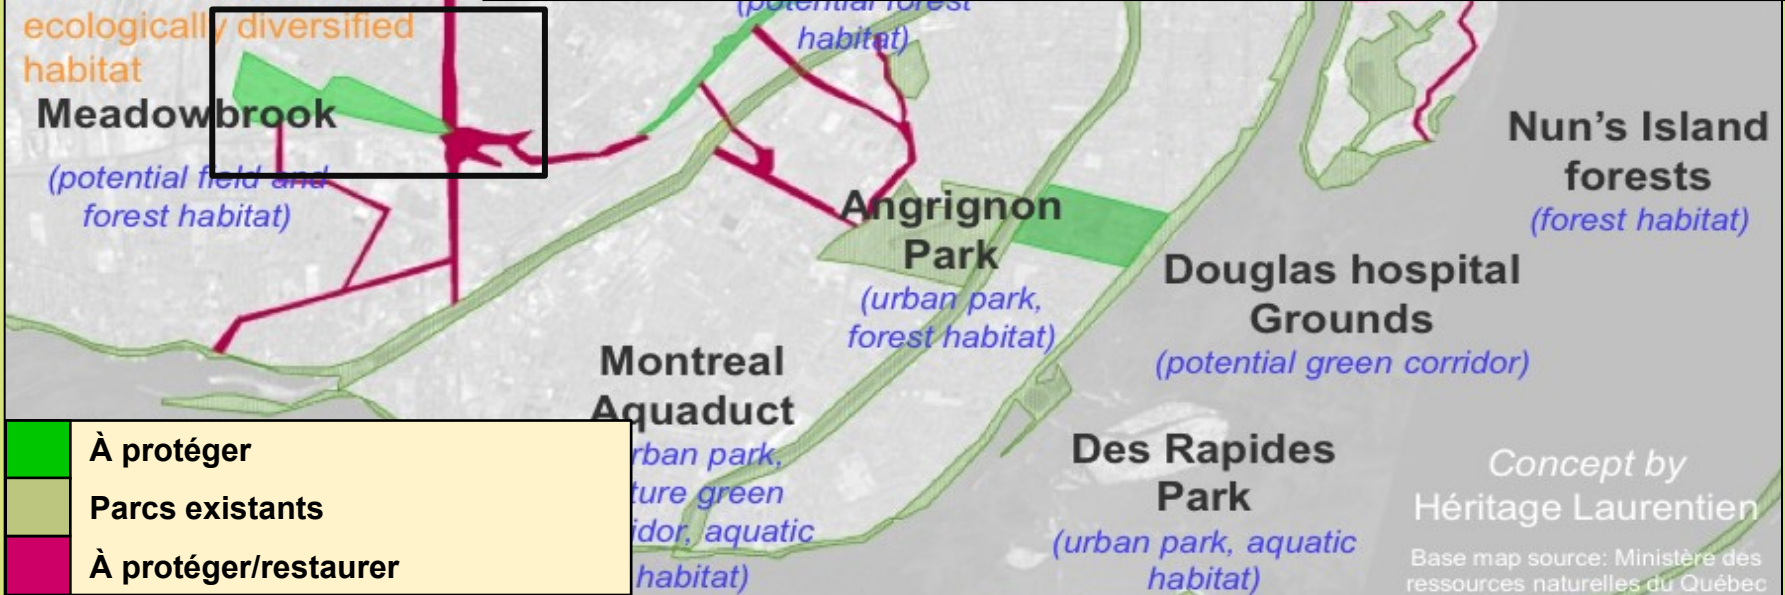 (potential forest
habitat)
ecologically diversified
habitat
Meadowbrook
(potential field and
forest habitat)
Nun's Island
forests
(forest habitat)
Angrignon
Park
(urban park,
forest habitat)
Douglas hospital
Grounds
(potential green corridor)
Montreal
Aquaduct
rban park,
ture green
idor, aquatic
habitat)
Des Rapides
Park
(urban park, aquatic
habitat)
Concept by
Héritage Laurentien
Base map source: Ministère des
ressources naturelles du Québec
À protéger
Parcs existants
À protéger/restaurer